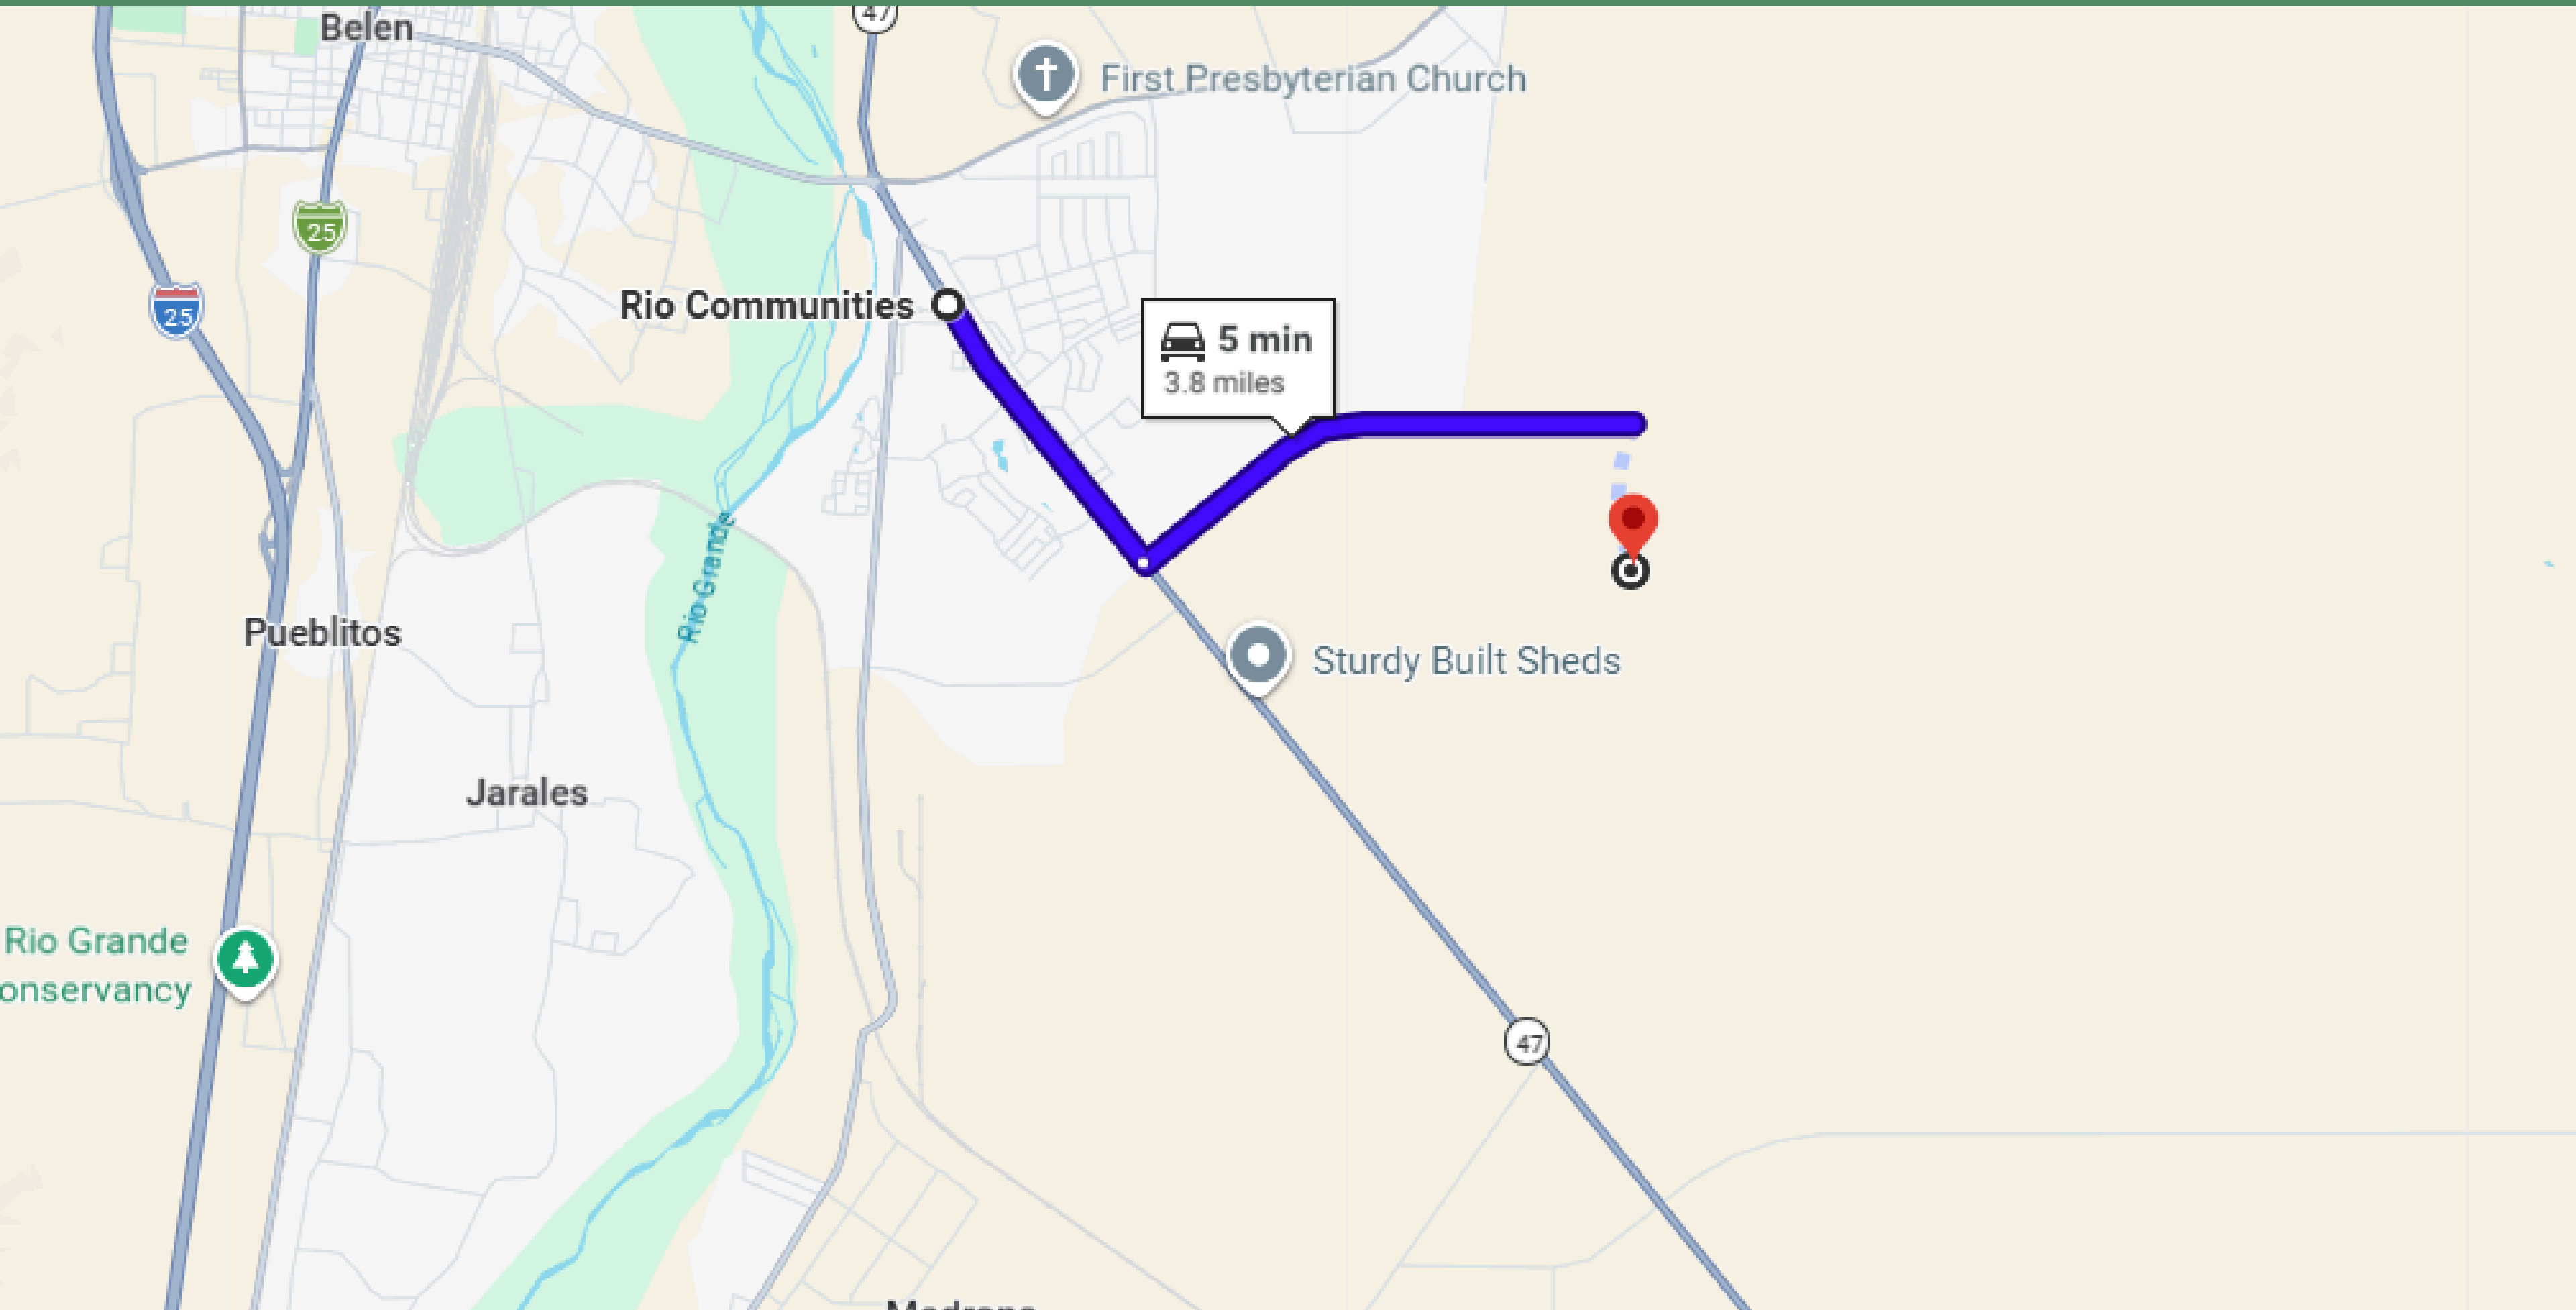 Belen
47
First Presbyterian Church
25
Rio Communities
25
5 min
3.8 miles
Rio Grande
Pueblitos
Sturdy Built Sheds
Jarales
Rio Grande
onservancy
47